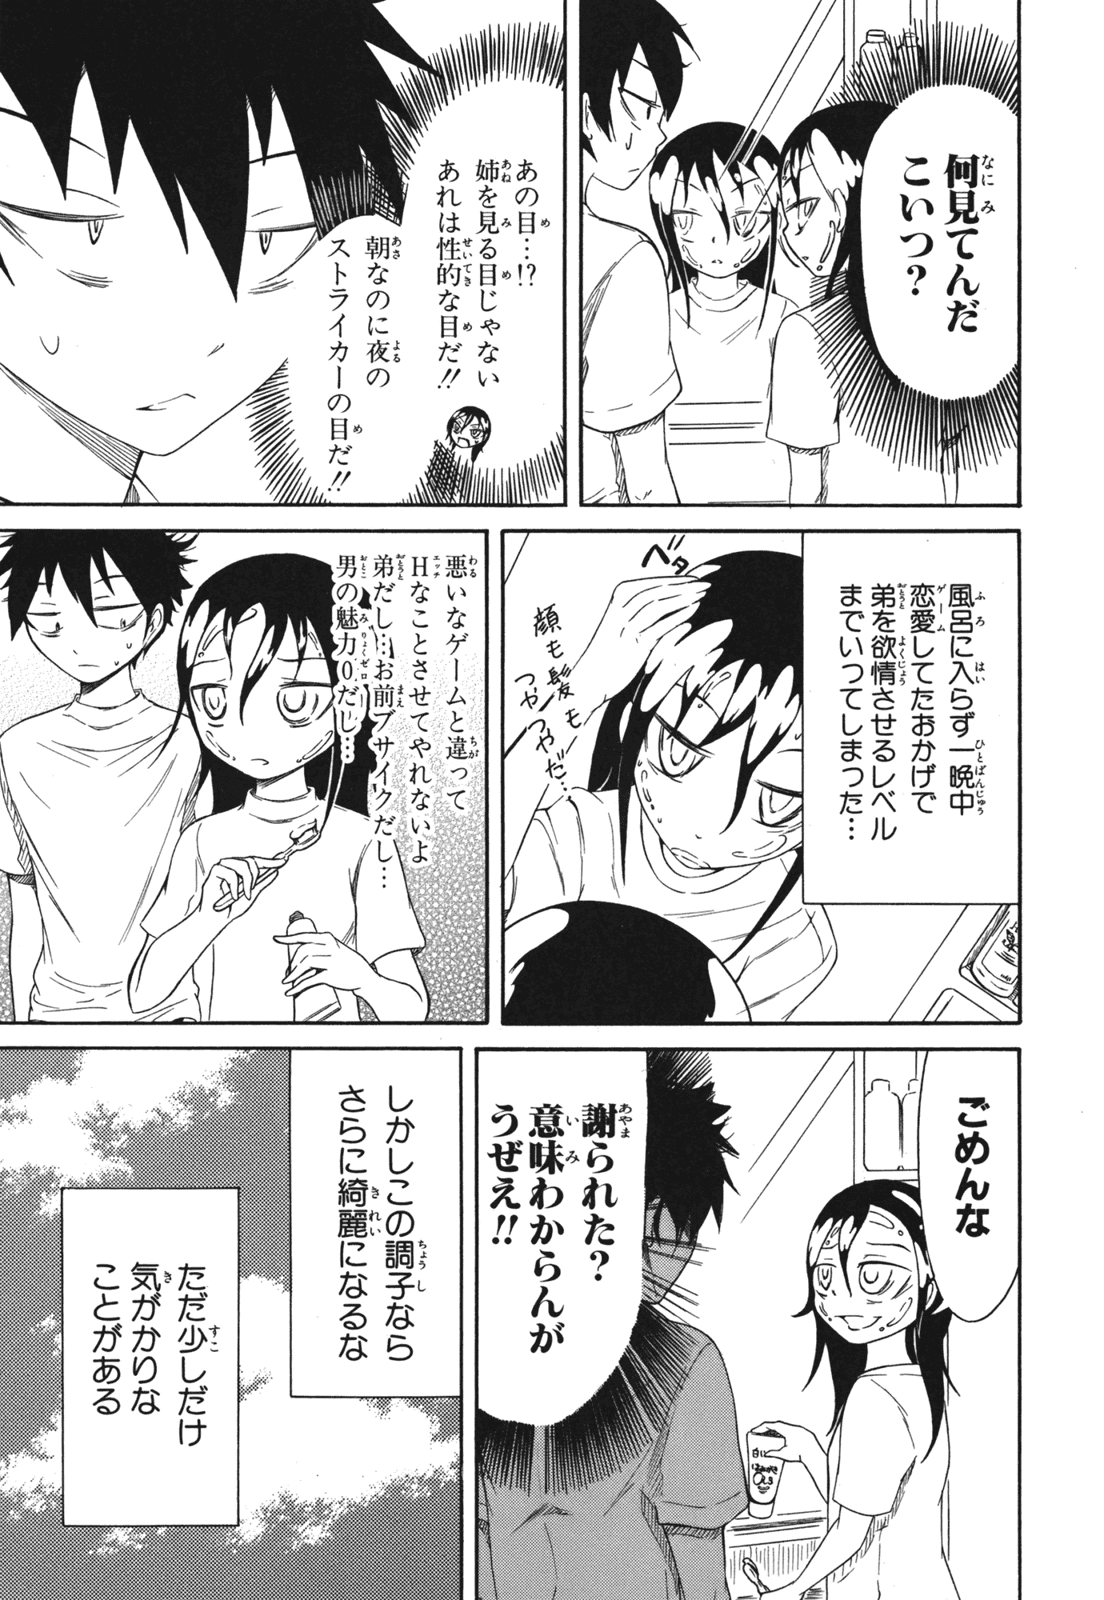 何見てんだ
こいつ？
あの目…!?
姉を見る目じゃない
あれは性的な目だ!!
朝なのに夜の
ストライカーの目だ!!
風呂に入らず一晩中
恋愛してたおかげで
弟を欲情させるレベル
までいってしまった…
ベタ
顔も髪も
つやつやだ…
悪いなゲームと違って
Hなことさせてやれないよ
弟だし…お前ブサイクだし…
男の魅力0だし…
ごめんな
謝られた？
意味わからんが
うぜえ!!
しかしこの調子なら
さらに綺麗になるな
ただ少しだけ
気がかりな
ことがある